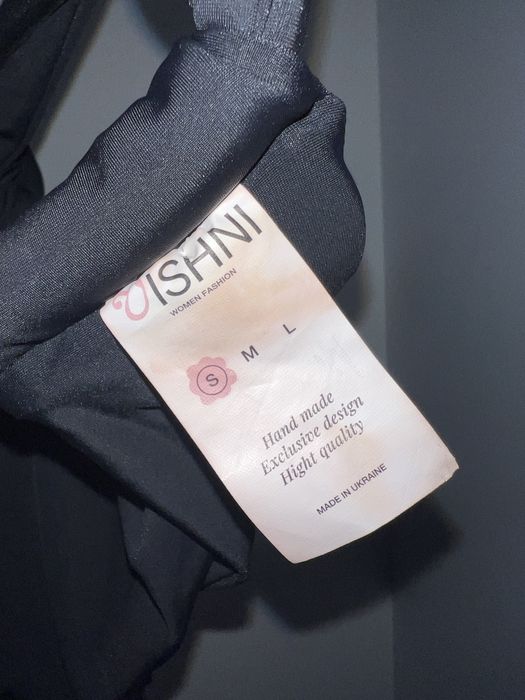 VISHNI
WOMEN FASHION
S M L
Hand made
Exclusive design
Hight quality
MADE IN UKRAINE